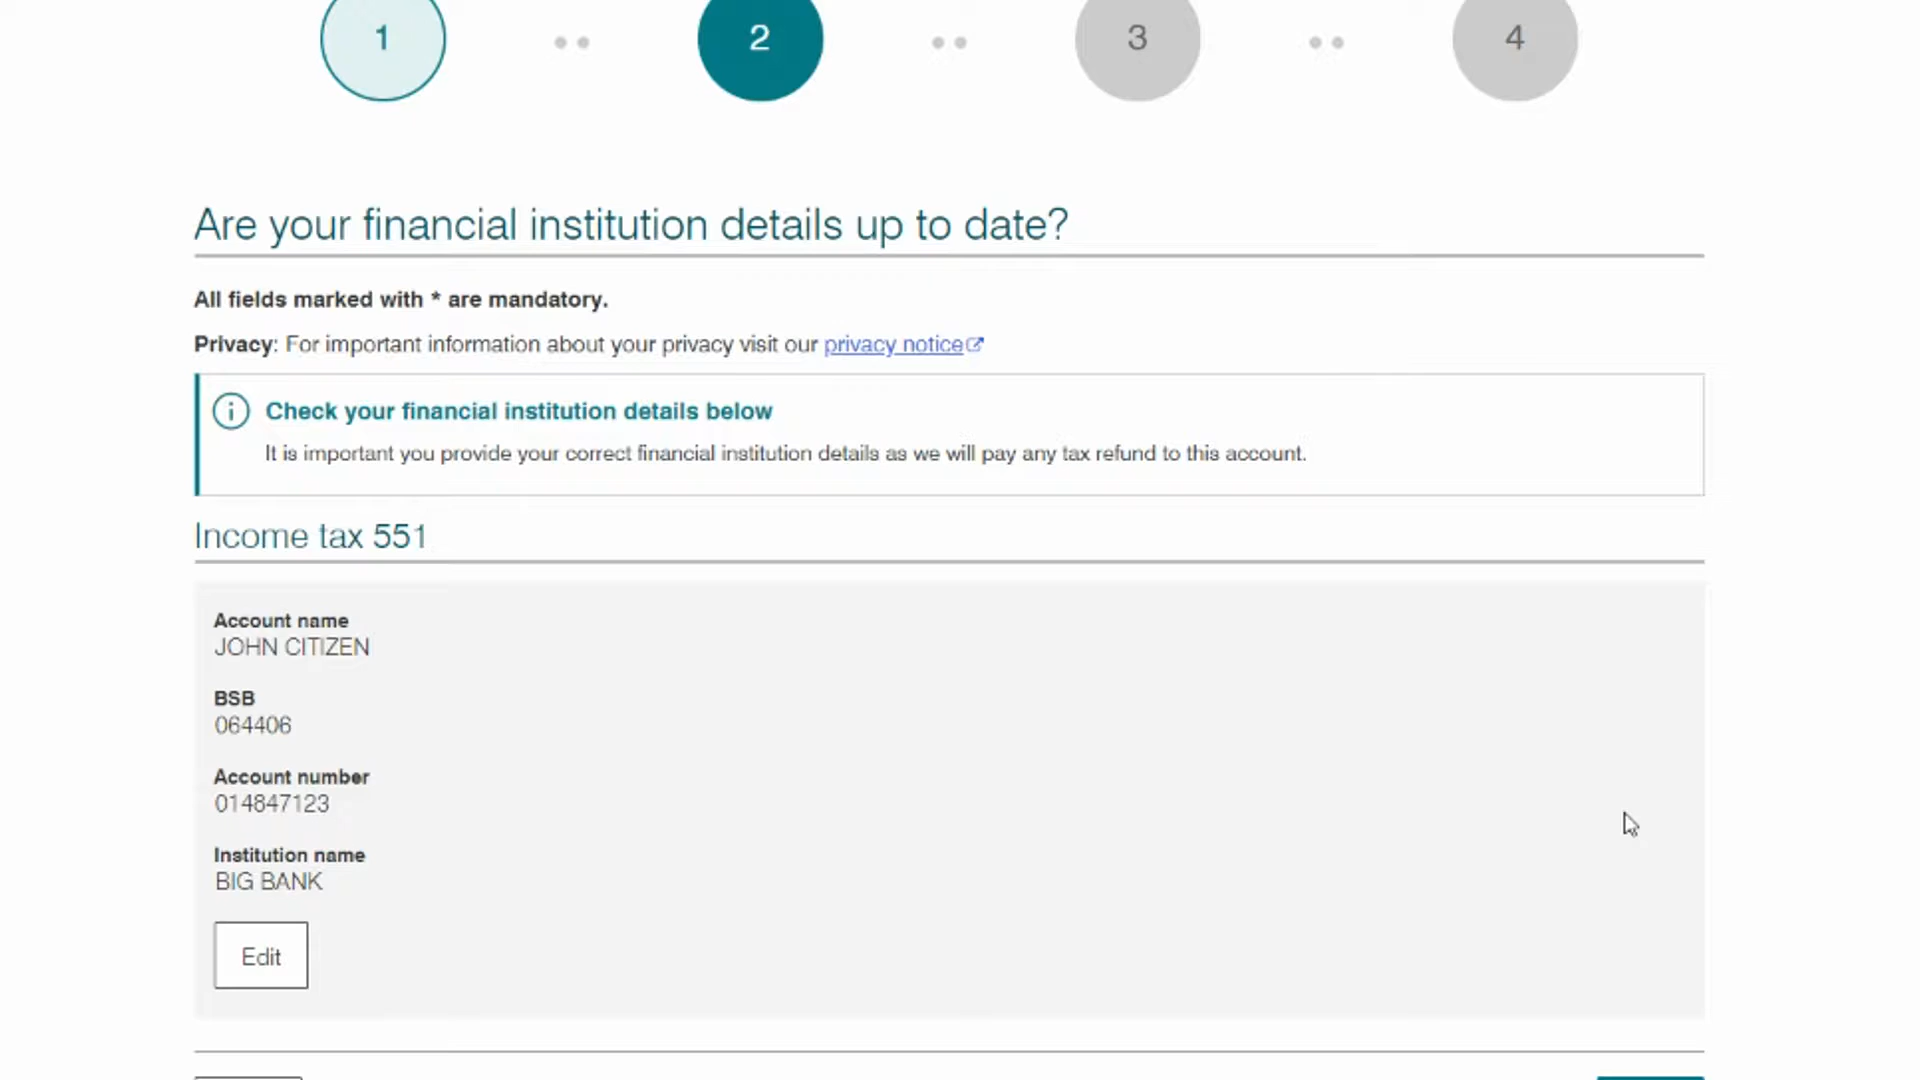 1
2
3
4
Are your financial institution details up to date?
All fields marked with * are mandatory.
Privacy: For important information about your privacy visit our privacy notice
Check your financial institution details below
It is important you provide your correct financial institution details as we will pay any tax refund to this account.
Income tax 551
Account name
JOHN CITIZEN
BSB
064406
Account number
014847123
Institution name
BIG BANK
Edit